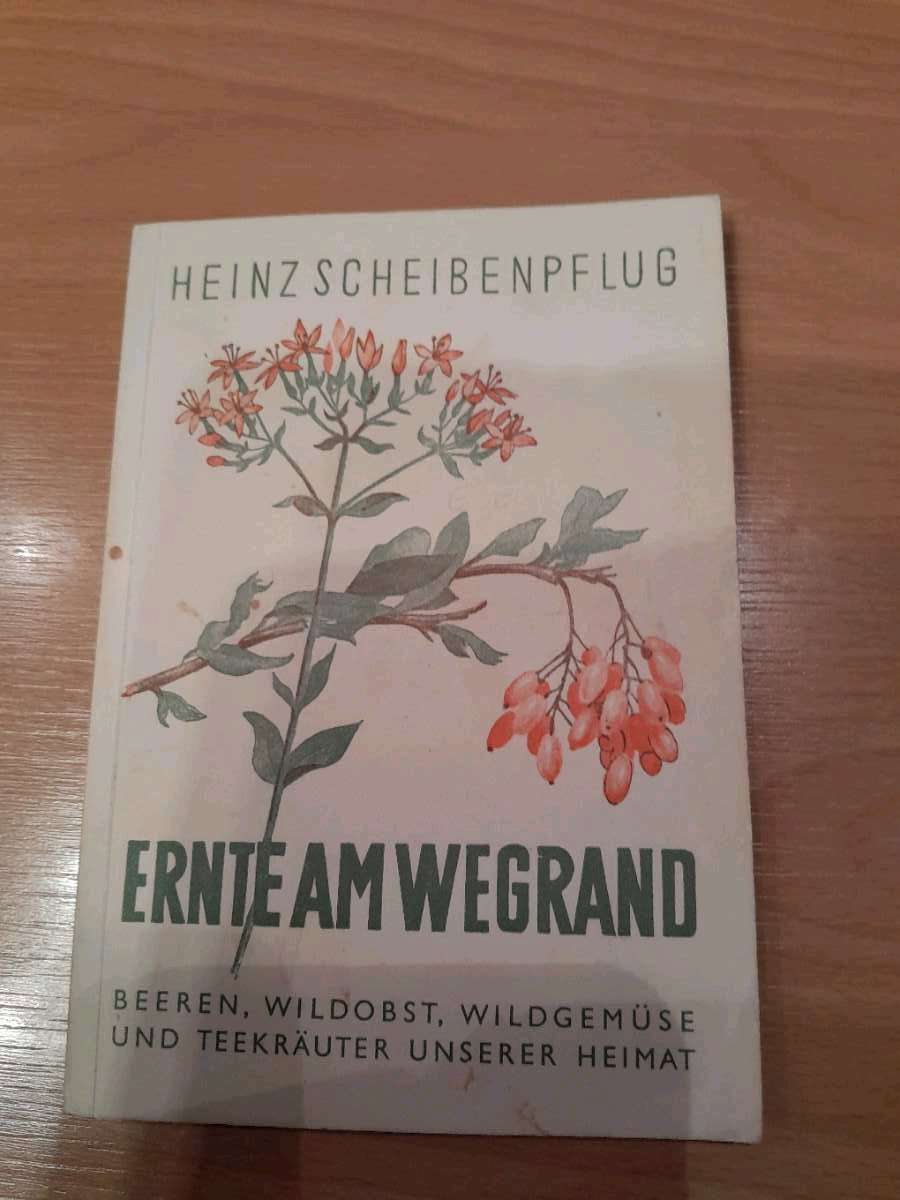 HEINZ SCHEIBENPFLUG
ERNTE AM WEGRAND
BEEREN, WILDOBST, WILDGEMÜSE
UND TEEKRÄUTER UNSERER HEIMAT